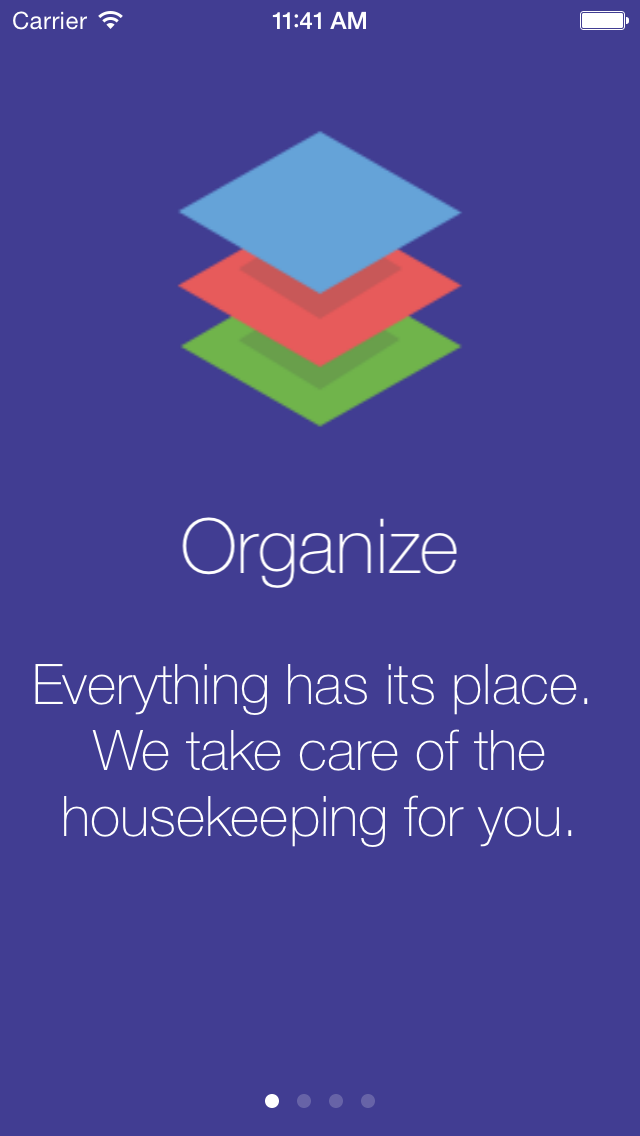 Carrier 11:41 AM
Organize
Everything has its place.
We take care of the
housekeeping for you.